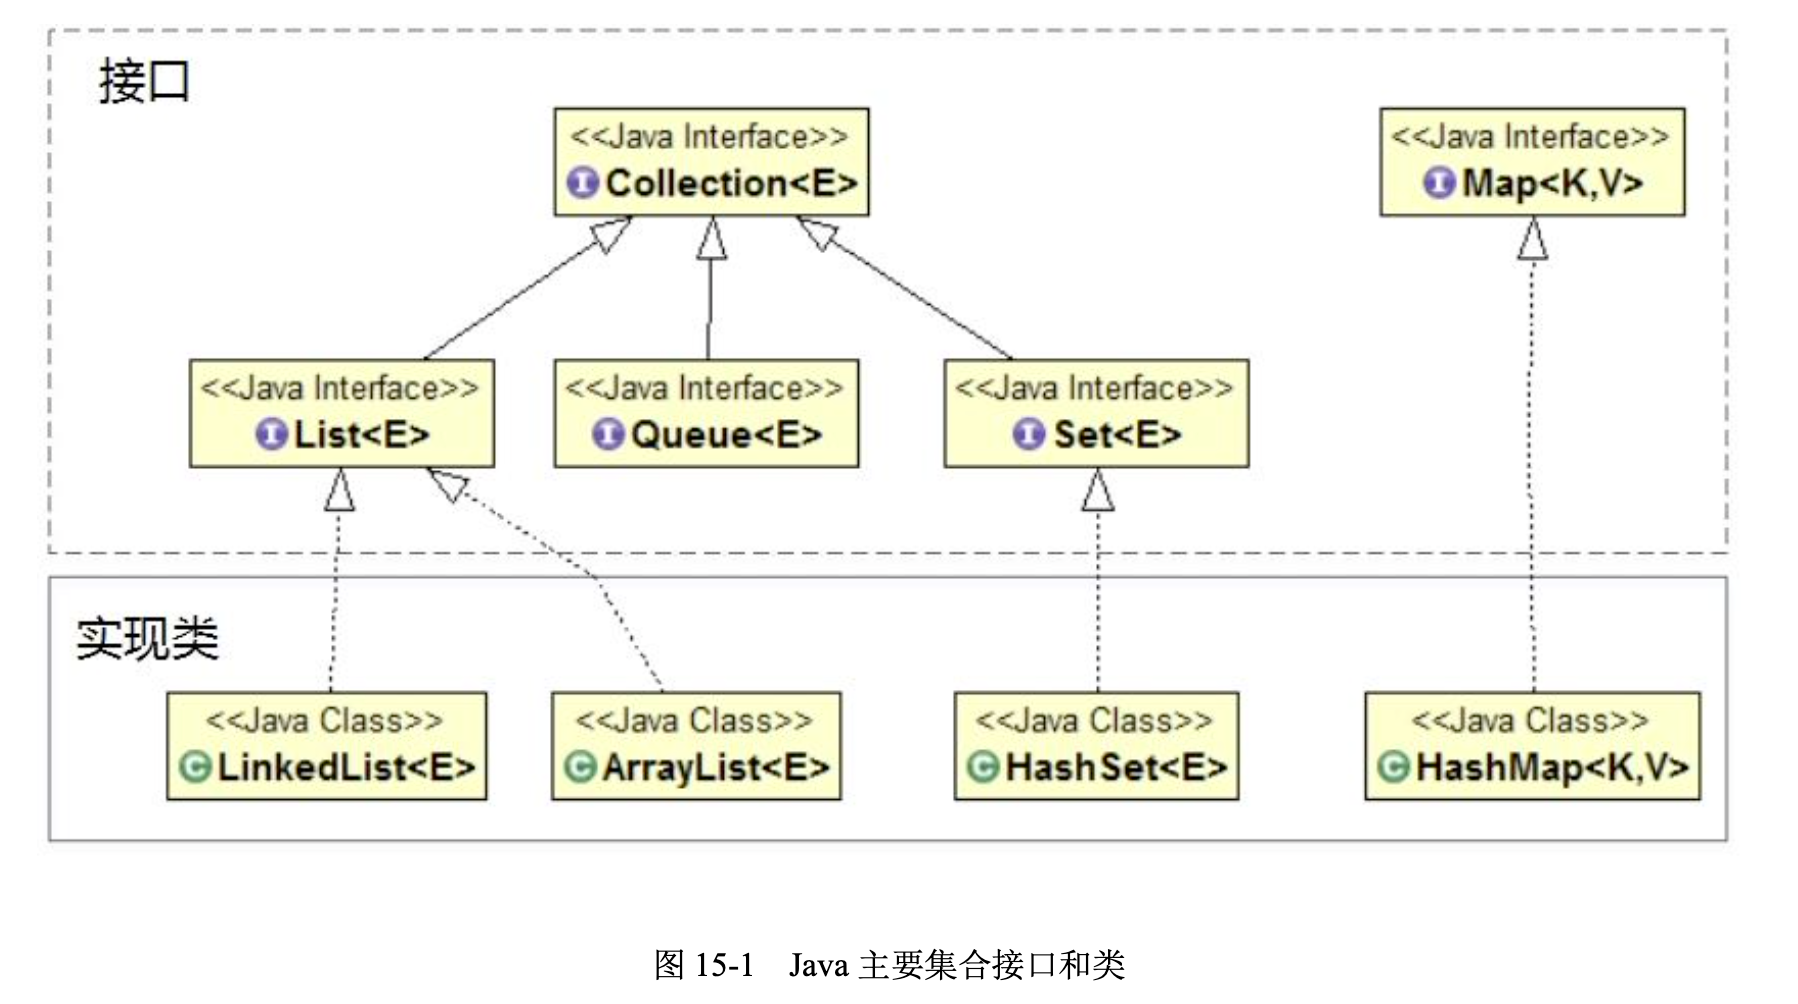 接口
<<Java Interface>>
Collection<E>
<<Java Interface>>
Map<K,V>
<<Java Interface>>
List<E>
<<Java Interface>>
Queue<E>
<<Java Interface>>
Set<E>
实现类
<<Java Class>>
LinkedList<E>
<<Java Class>>
ArrayList<E>
<<Java Class>>
HashSet<E>
<<Java Class>>
HashMap<K,V>
图 15-1 Java 主要集合接口和类